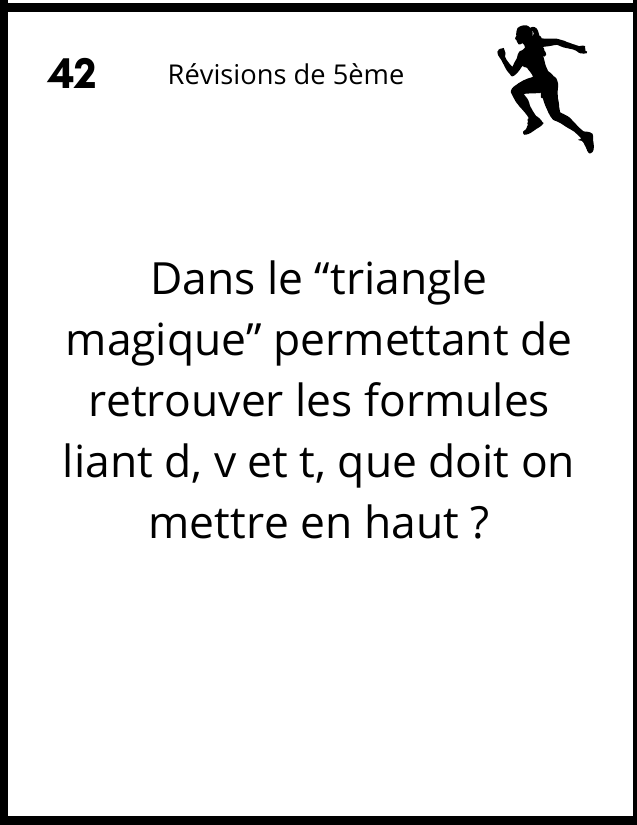 42
Révisions de 5ème
Dans le “triangle
magique” permettant de
retrouver les formules
liant d, v et t, que doit on
mettre en haut ?